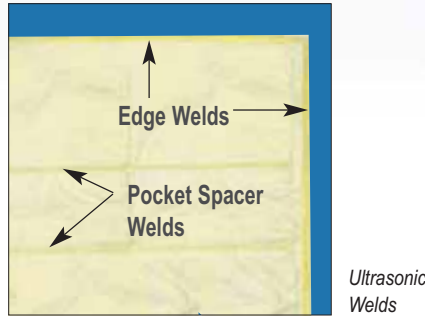 Edge Welds
Pocket Spacer
Welds
Ultrasonic
Welds